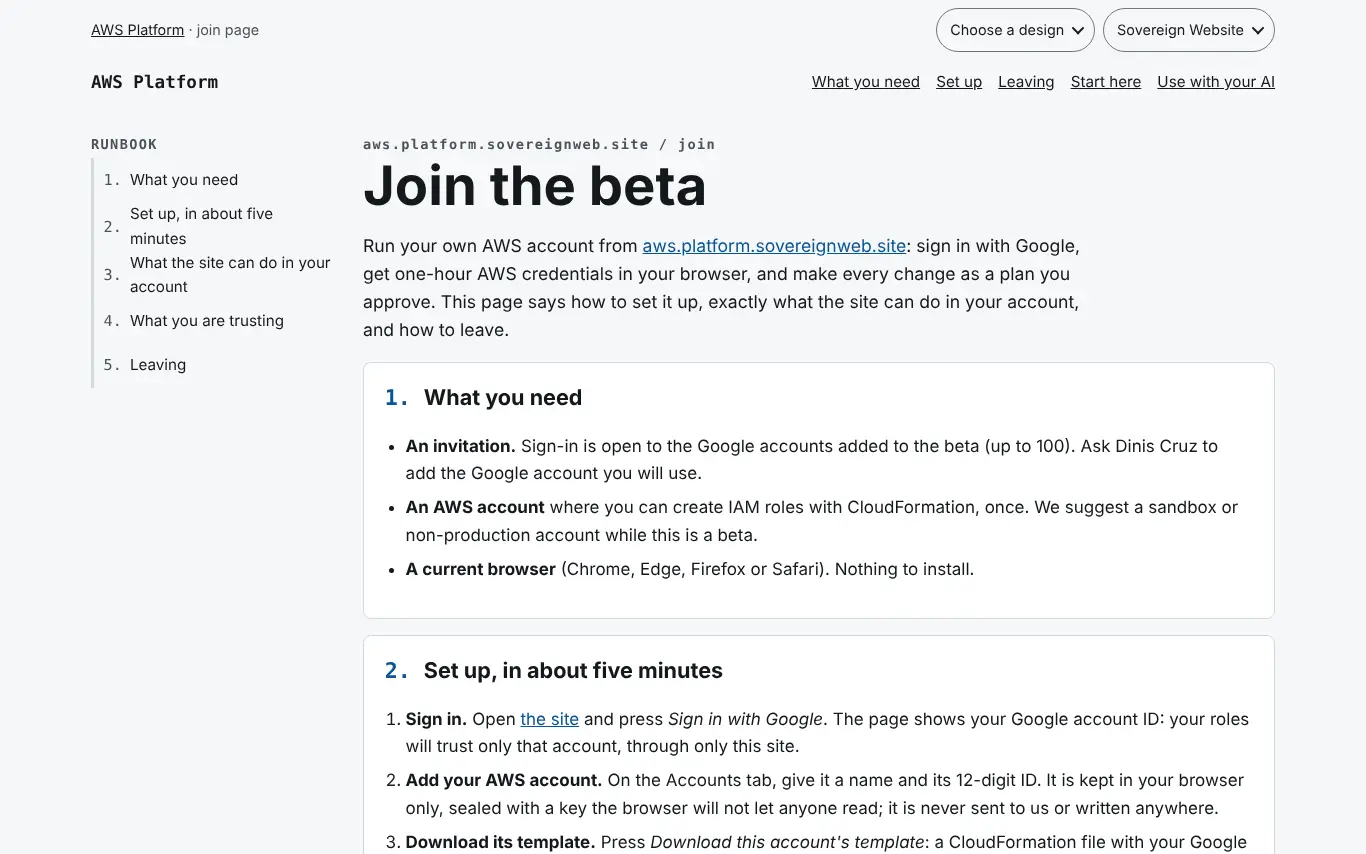 AWS Platform · join page
Choose a design
Sovereign Website
AWS Platform
What you need
Set up
Leaving
Start here
Use with your AI
RUNBOOK
1. What you need
2. Set up, in about five
minutes
3. What the site can do in your
account
4. What you are trusting
5. Leaving
aws.platform.sovereignweb.site / join
Join the beta
Run your own AWS account from aws.platform.sovereignweb.site: sign in with Google,
get one-hour AWS credentials in your browser, and make every change as a plan you
approve. This page says how to set it up, exactly what the site can do in your account,
and how to leave.
1. What you need
• An invitation. Sign-in is open to the Google accounts added to the beta (up to 100). Ask Dinis Cruz to
add the Google account you will use.
• An AWS account where you can create IAM roles with CloudFormation, once. We suggest a sandbox or
non-production account while this is a beta.
• A current browser (Chrome, Edge, Firefox or Safari). Nothing to install.
2. Set up, in about five minutes
1. Sign in. Open the site and press Sign in with Google. The page shows your Google account ID: your roles
will trust only that account, through only this site.
2. Add your AWS account. On the Accounts tab, give it a name and its 12-digit ID. It is kept in your browser
only, sealed with a key the browser will not let anyone read; it is never sent to us or written anywhere.
3. Download its template. Press Download this account's template: a CloudFormation file with your Google